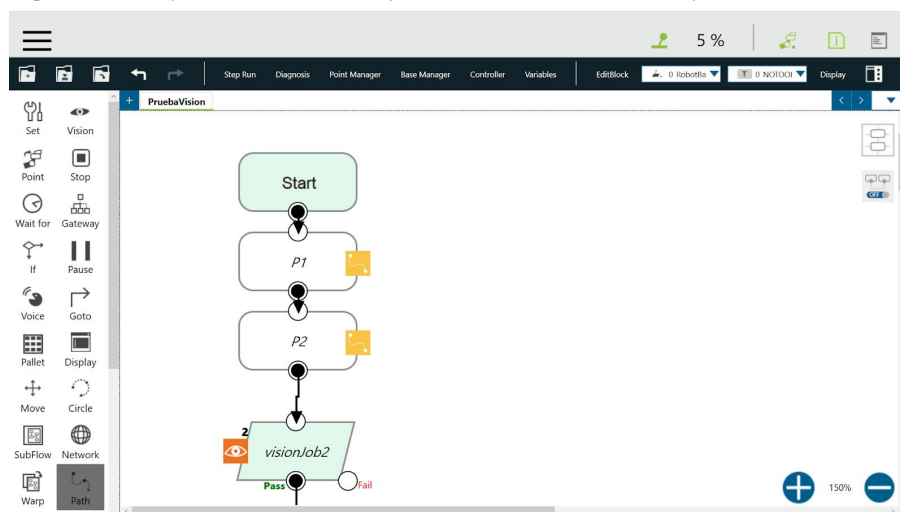 5 %
Step Run Diagnosis Point Manager Base Manager Controller Variables EditBlock 0 RobotBa T 0 NOTOOI Display
+ PruebaVision
Set Vision
Point Stop
Wait for Gateway
If Pause
Voice Goto
Pallet Display
Move Circle
SubFlow Network
Warp Path
OFF
Start
P1
P2
2
visionJob2
Pass Fail
150%